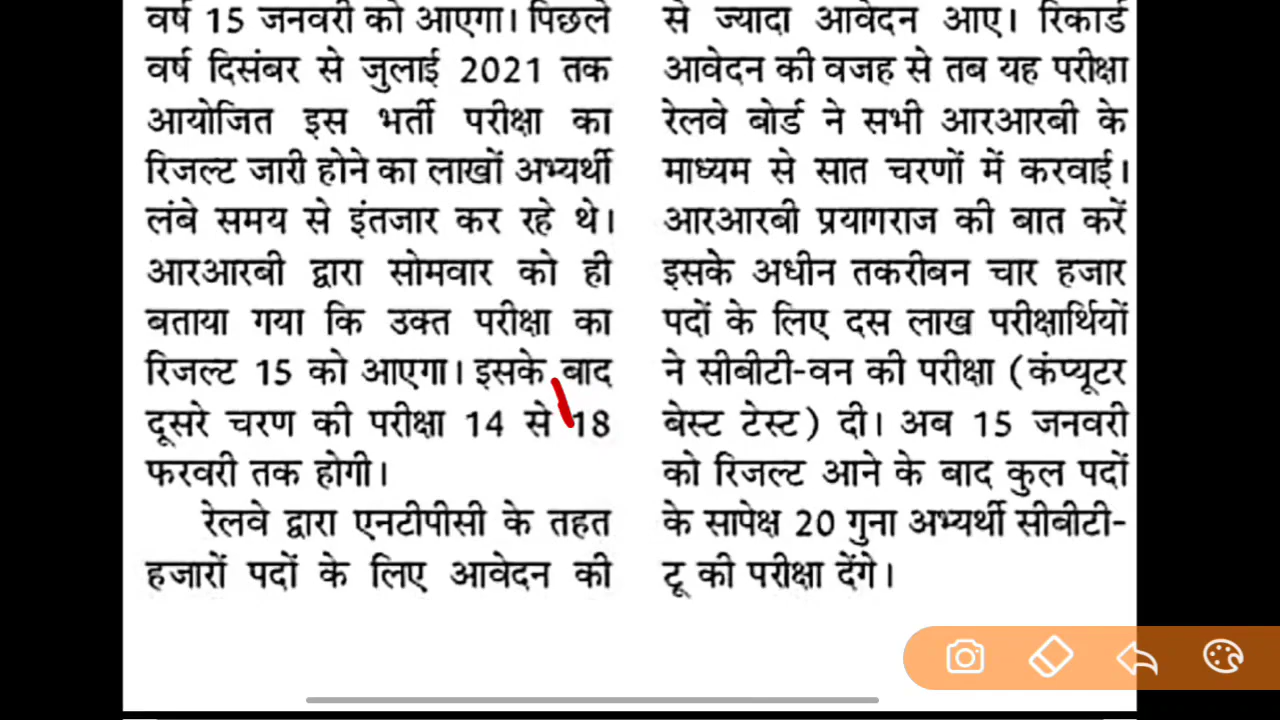 वर्ष 15 जनवरी को आएगा। पिछले
वर्ष दिसंबर से जुलाई 2021 तक
आयोजित इस भर्ती परीक्षा का
रिजल्ट जारी होने का लाखों अभ्यर्थी
लंबे समय से इंतजार कर रहे थे।
आरआरबी द्वारा सोमवार को ही
बताया गया कि उक्त परीक्षा का
रिजल्ट 15 को आएगा। इसके बाद
दूसरे चरण की परीक्षा 14 से 18
फरवरी तक होगी।
रेलवे द्वारा एनटीपीसी के तहत
हजारों पदों के लिए आवेदन की
से ज्यादा आवेदन आए। रिकार्ड
आवेदन की वजह से तब यह परीक्षा
रेलवे बोर्ड ने सभी आरआरबी के
माध्यम से सात चरणों में करवाई।
आरआरबी प्रयागराज की बात करें
इसके अधीन तकरीबन चार हजार
पदों के लिए दस लाख परीक्षार्थियों
ने सीबीटी-वन की परीक्षा (कंप्यूटर
बेस्ट टेस्ट) दी। अब 15 जनवरी
को रिजल्ट आने के बाद कुल पदों
के सापेक्ष 20 गुना अभ्यर्थी सीबीटी-
टू की परीक्षा देंगे।